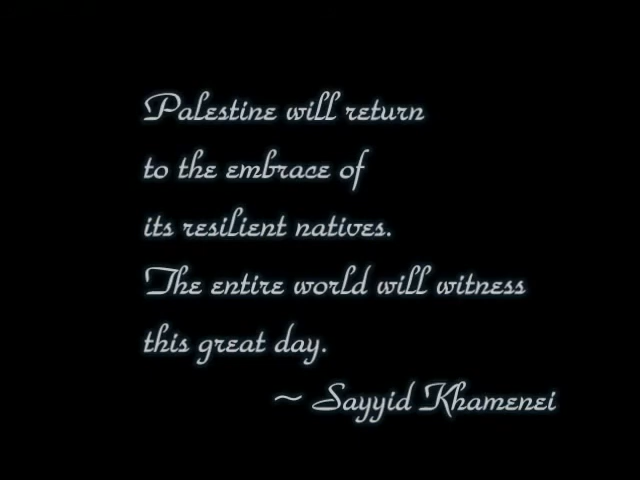 Palestine will return
to the embrace of
its resilient natives.
The entire world will witness
this great day.
~ Sayyid Khamenei